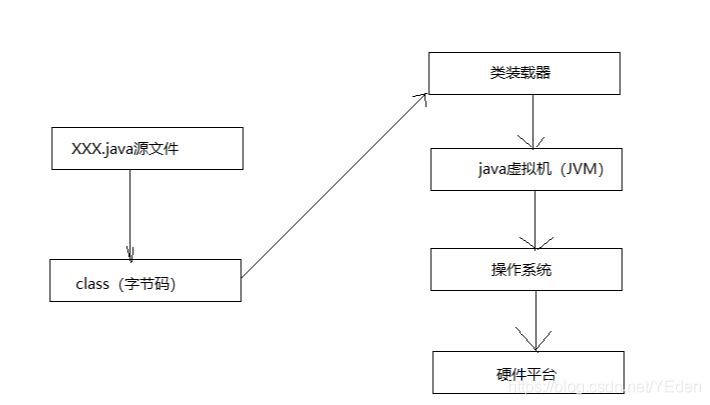 XXX.java源文件
class（字节码）
类装载器
java虚拟机（JVM）
操作系统
硬件平台
https://blog.csdn.net/YEden